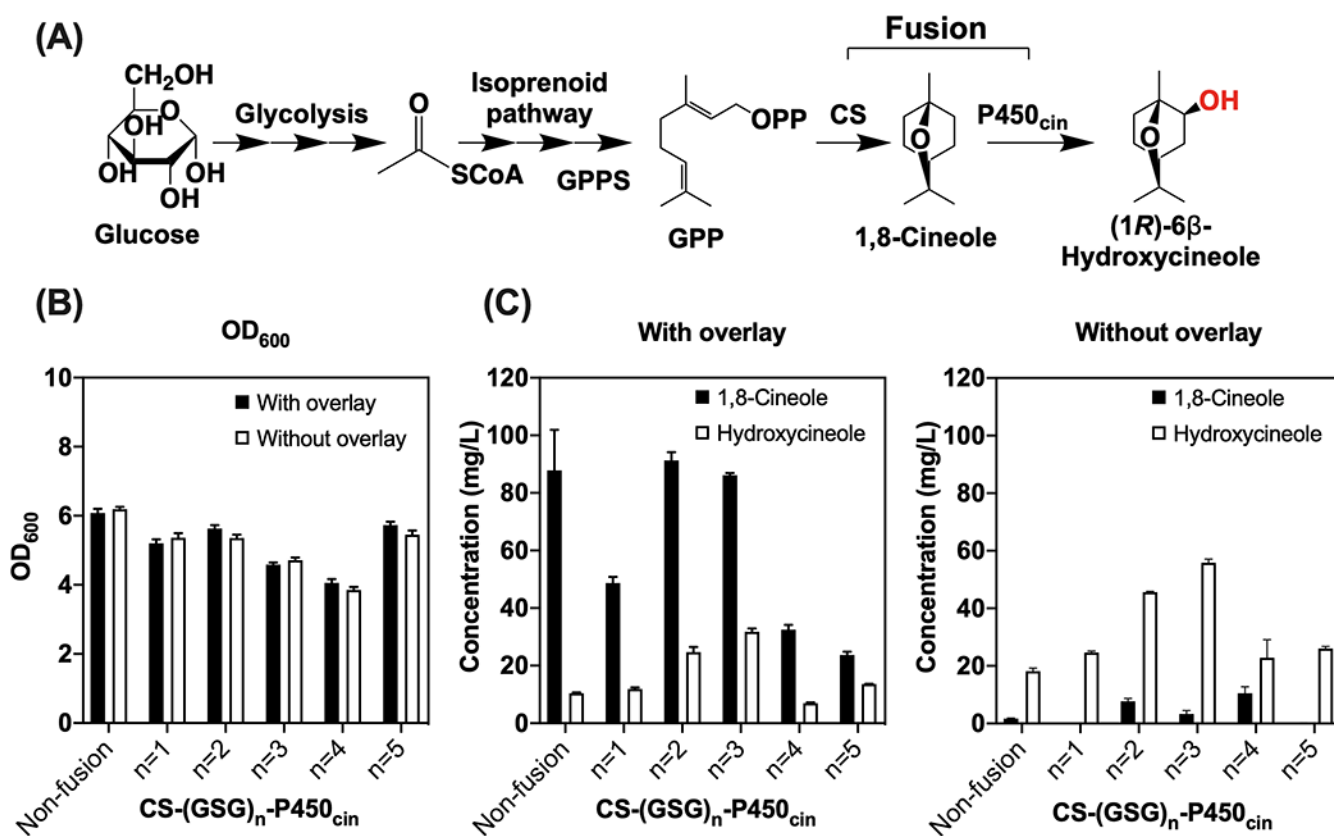 (A)
Fusion
CH₂OH
O
OH
OH
OH
OH
Glucose
Glycolysis
O
SCoA
Isoprenoid
pathway
GPPS
OPP
GPP
CS
O
1,8-Cineole
P450cin
OH
O
(1R)-6β-
Hydroxycineole
(B)
OD₆₀₀
With overlay
Without overlay
OD₆₀₀
10
8
6
4
2
0
Non-fusion
n=1
n=2
n=3
n=4
n=5
CS-(GSG)n-P450cin
(C)
With overlay
1,8-Cineole
Hydroxycineole
Concentration (mg/L)
120
100
80
60
40
20
0
Non-fusion
n=1
n=2
n=3
n=4
n=5
CS-(GSG)n-P450cin
Without overlay
1,8-Cineole
Hydroxycineole
Concentration (mg/L)
120
100
80
60
40
20
0
Non-fusion
n=1
n=2
n=3
n=4
n=5
CS-(GSG)n-P450cin